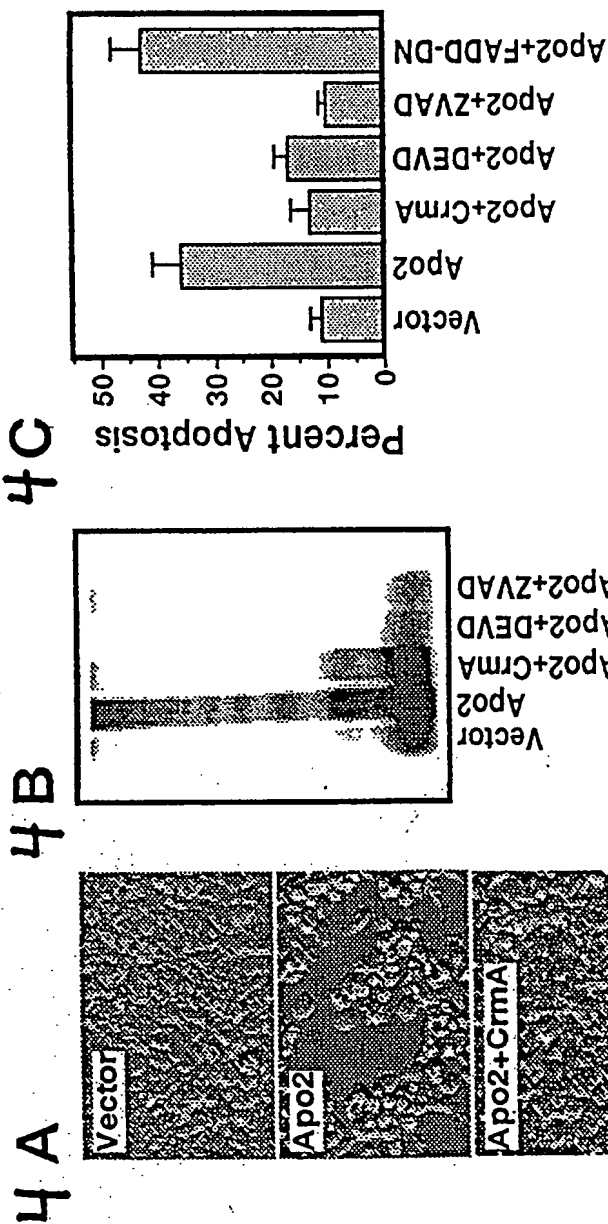 4A
Vector
Apo2
Apo2+CrmA
4B
Vector
Apo2
Apo2+CrmA
Apo2+DEVD
Apo2+ZVAD
4C
Percent Apoptosis
50
40
30
20
10
0
Vector
Apo2
Apo2+CrmA
Apo2+DEVD
Apo2+ZVAD
Apo2+FADD-DN